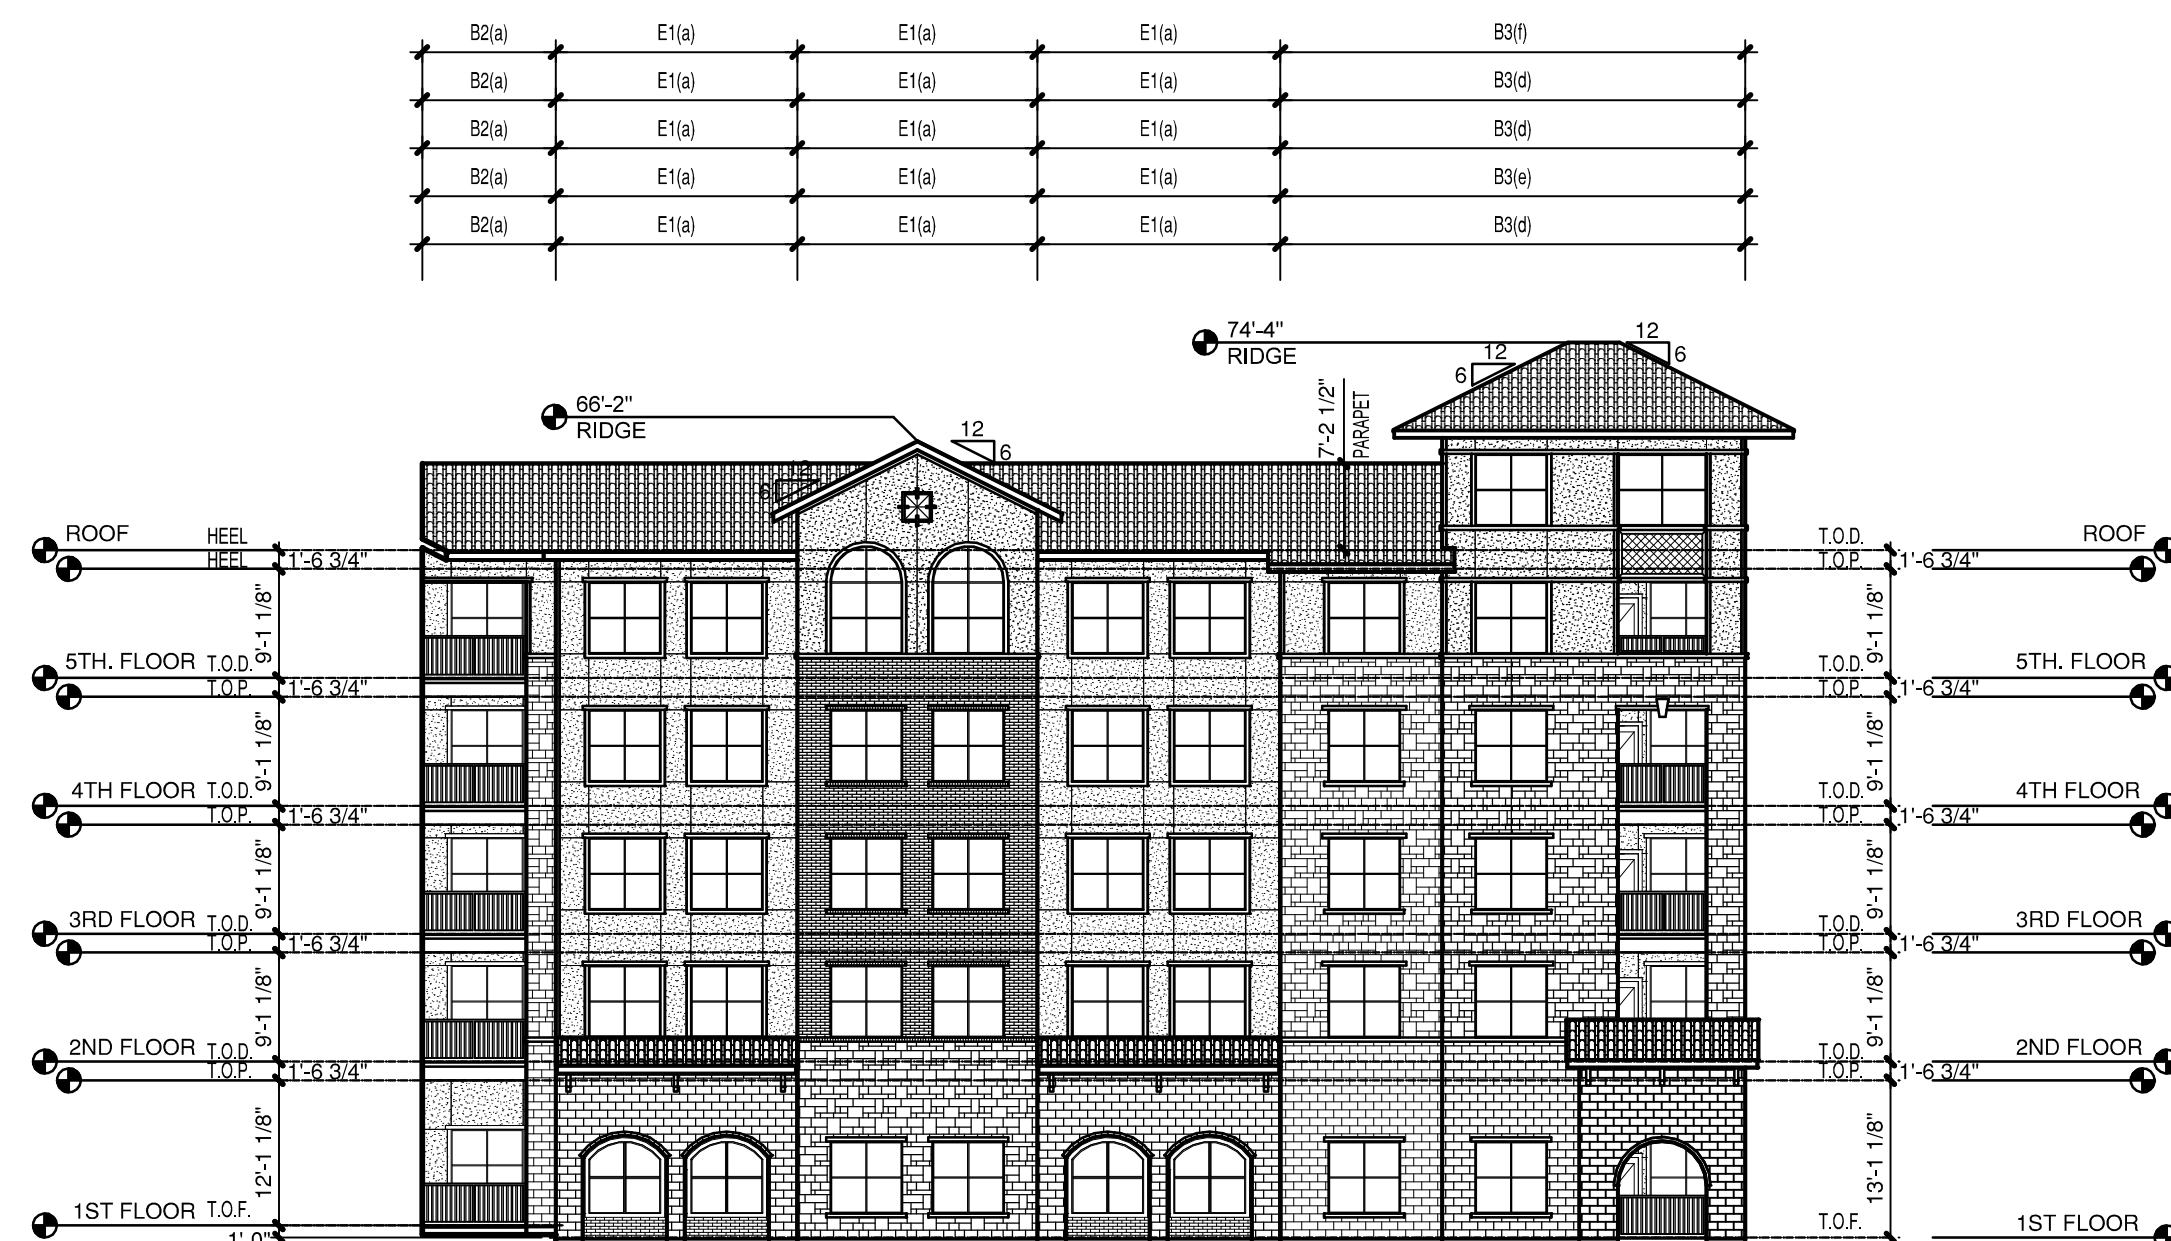 B2(a) E1(a) E1(a) E1(a) B3(f)
B2(a) E1(a) E1(a) E1(a) B3(d)
B2(a) E1(a) E1(a) E1(a) B3(d)
B2(a) E1(a) E1(a) E1(a) B3(e)
B2(a) E1(a) E1(a) E1(a) B3(d)
74'-4"
RIDGE
12
6
12
6
66'-2"
RIDGE
12
6
12
6
7'-2 1/2"
PARAPET
ROOF HEEL
HEEL 1'-6 3/4"
9'-1 1/8"
5TH. FLOOR T.O.D.
T.O.P. 1'-6 3/4"
9'-1 1/8"
4TH FLOOR T.O.D.
T.O.P. 1'-6 3/4"
9'-1 1/8"
3RD FLOOR T.O.D.
T.O.P. 1'-6 3/4"
9'-1 1/8"
2ND FLOOR T.O.D.
T.O.P. 1'-6 3/4"
12'-1 1/8"
1ST FLOOR T.O.F.
1'-0"
T.O.D. ROOF
T.O.P. 1'-6 3/4"
9'-1 1/8"
T.O.D. 5TH. FLOOR
T.O.P. 1'-6 3/4"
9'-1 1/8"
T.O.D. 4TH FLOOR
T.O.P. 1'-6 3/4"
9'-1 1/8"
T.O.D. 3RD FLOOR
T.O.P. 1'-6 3/4"
9'-1 1/8"
T.O.D. 2ND FLOOR
T.O.P. 1'-6 3/4"
13'-1 1/8"
T.O.F. 1ST FLOOR